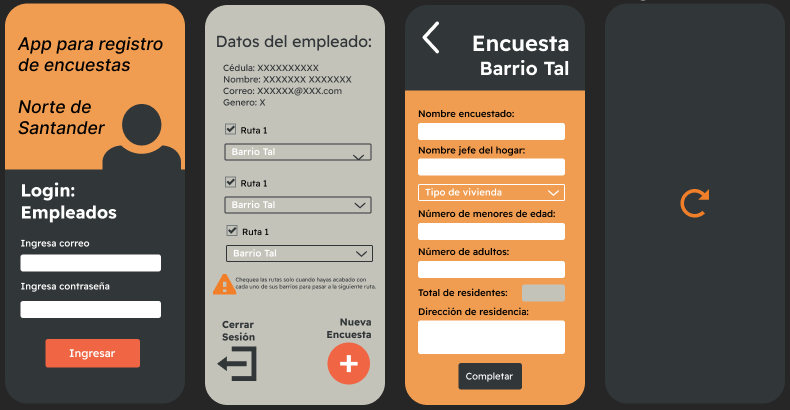 App para registro
de encuestas
Norte de
Santander
Login:
Empleados
Ingresa correo
Ingresa contraseña
Ingresar
Datos del empleado:
Cédula: XXXXXXXXXX
Nombre: XXXXXXX XXXXXXX
Correo: XXXXXX@XXX.com
Genero: X
Ruta 1
Barrio Tal
Ruta 1
Barrio Tal
Ruta 1
Barrio Tal
Chequea las rutas solo cuando hayas acabado con
cada uno de sus barrios para pasar a la siguiente ruta.
Cerrar
Sesión
Nueva
Encuesta
Encuesta
Barrio Tal
Nombre encuestado:
Nombre jefe del hogar:
Tipo de vivienda
Número de menores de edad:
Número de adultos:
Total de residentes:
Dirección de residencia:
Completar